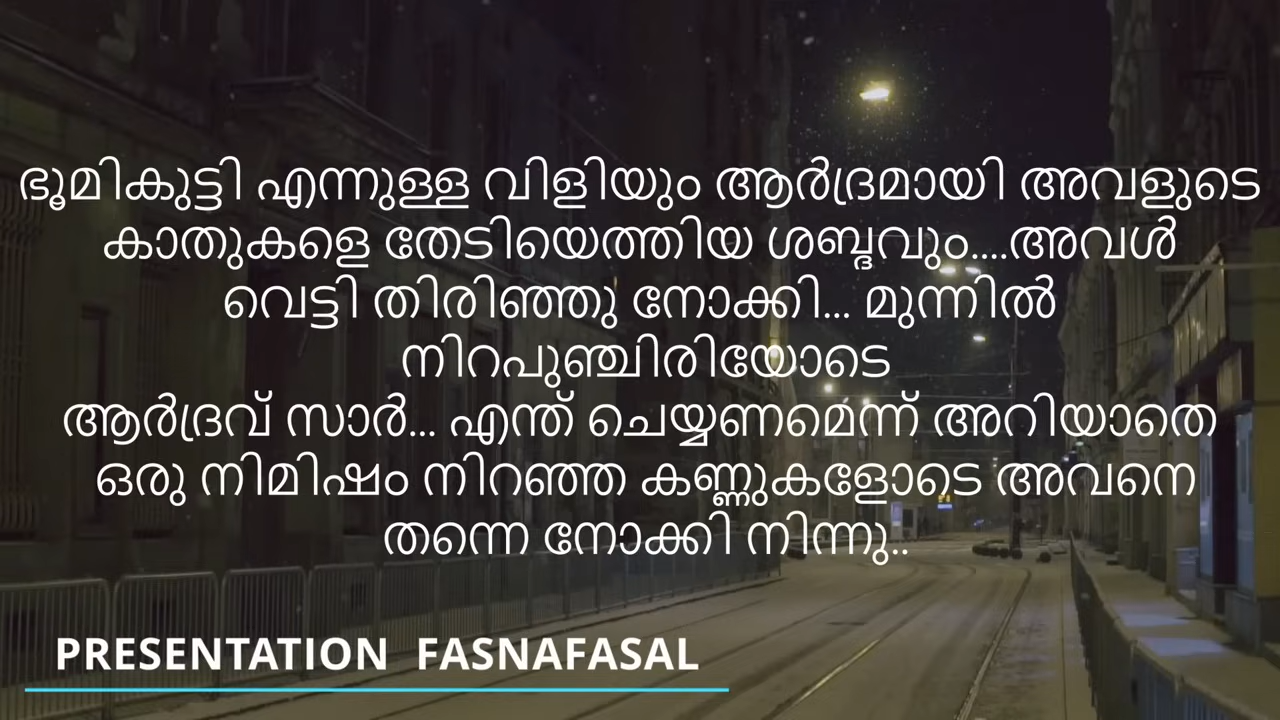 ഭൂമികുട്ടി എന്നുള്ള വിളിയും ആർദ്രമായി അവളുടെ
കാതുകളെ തേടിയെത്തിയ ശബ്ദവും....അവൾ
വെട്ടി തിരിഞ്ഞു നോക്കി... മുന്നിൽ
നിറപുഞ്ചിരിയോടെ
ആർദ്രവ് സാർ... എന്ത് ചെയ്യണമെന്ന് അറിയാതെ
ഒരു നിമിഷം നിറഞ്ഞ കണ്ണുകളോടെ അവനെ
തന്നെ നോക്കി നിന്നു..
PRESENTATION FASNAFASAL